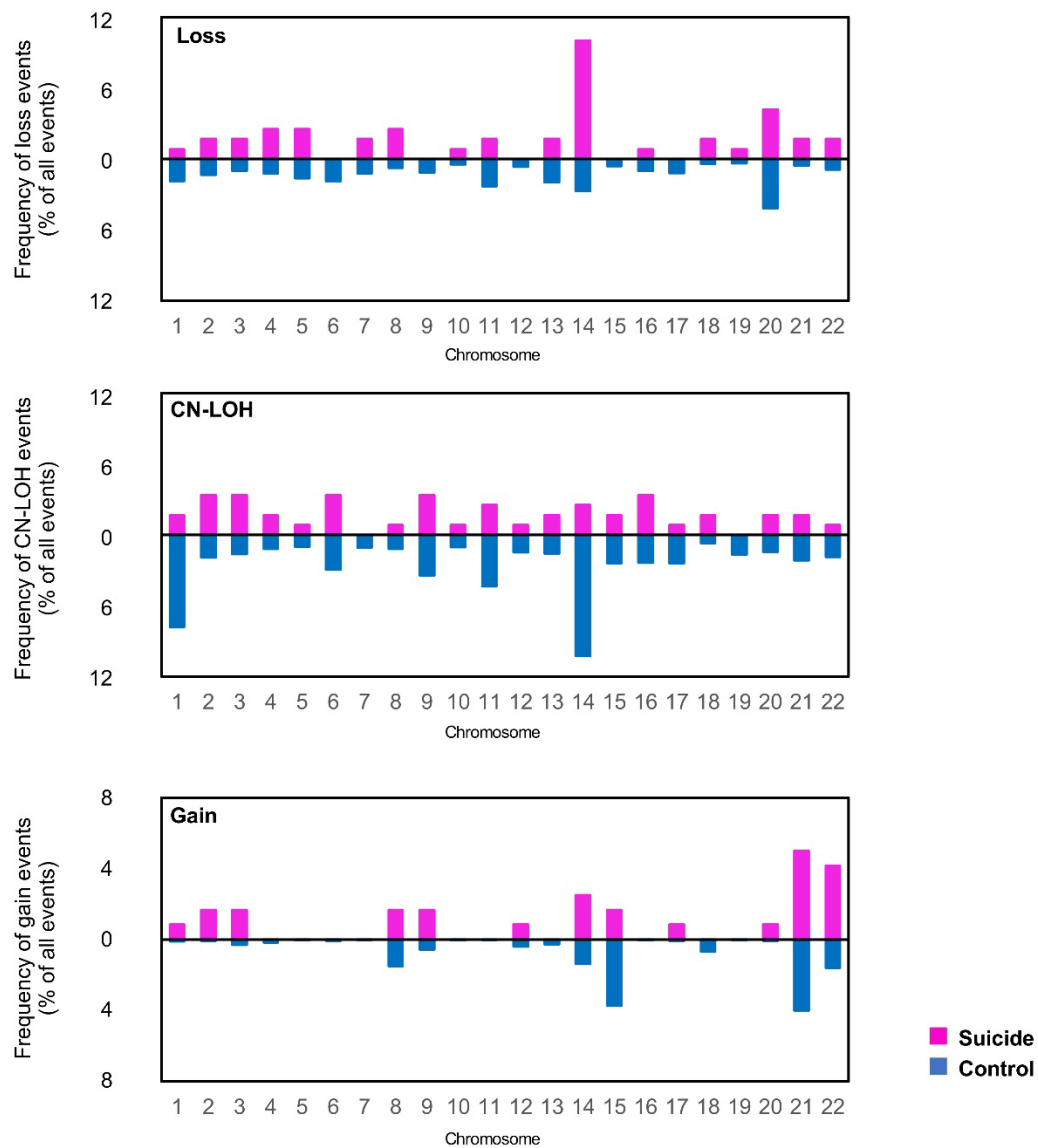 Loss
Frequency of loss events
(% of all events)
12
6
0
6
12
1 2 3 4 5 6 7 8 9 10 11 12 13 14 15 16 17 18 19 20 21 22
Chromosome
CN-LOH
Frequency of CN-LOH events
(% of all events)
12
6
0
6
12
1 2 3 4 5 6 7 8 9 10 11 12 13 14 15 16 17 18 19 20 21 22
Chromosome
Gain
Frequency of gain events
(% of all events)
8
4
0
4
8
1 2 3 4 5 6 7 8 9 10 11 12 13 14 15 16 17 18 19 20 21 22
Chromosome
Suicide
Control